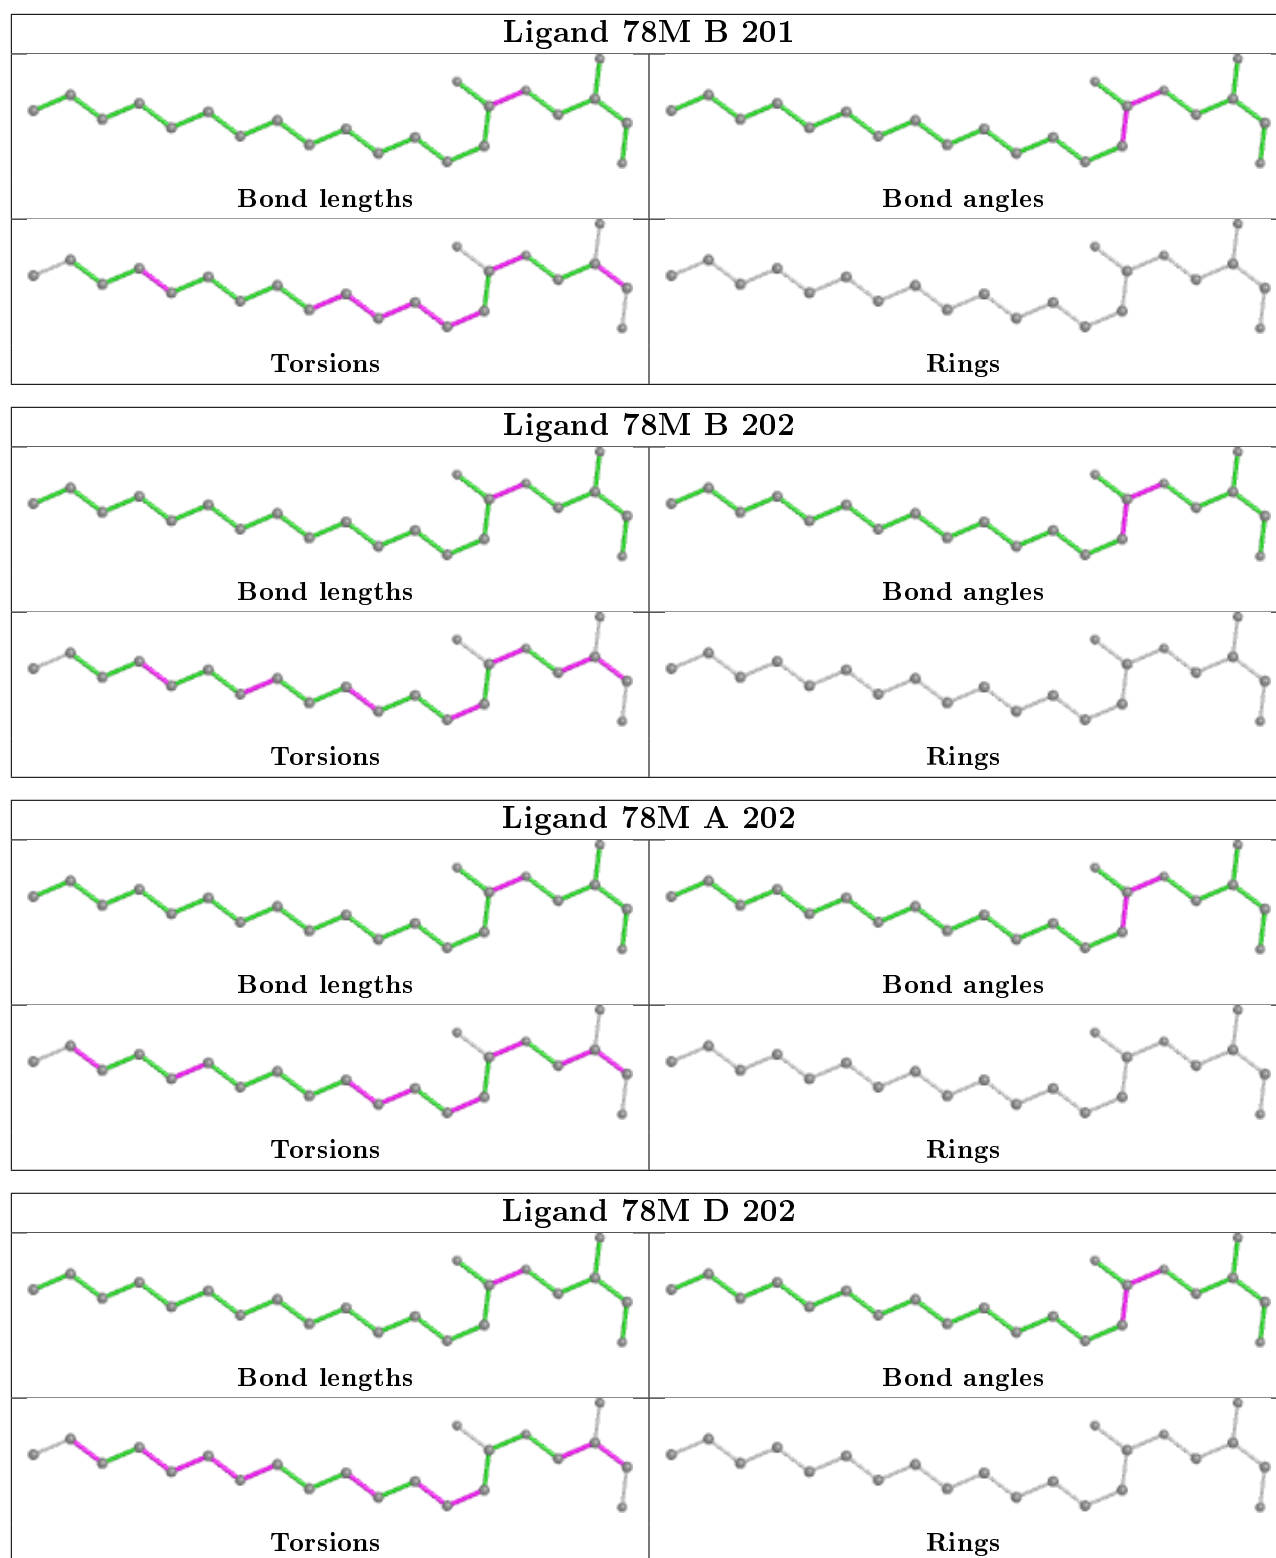 Ligand 78M B 201
Bond lengths Bond angles
Torsions Rings
Ligand 78M B 202
Bond lengths Bond angles
Torsions Rings
Ligand 78M A 202
Bond lengths Bond angles
Torsions Rings
Ligand 78M D 202
Bond lengths Bond angles
Torsions Rings